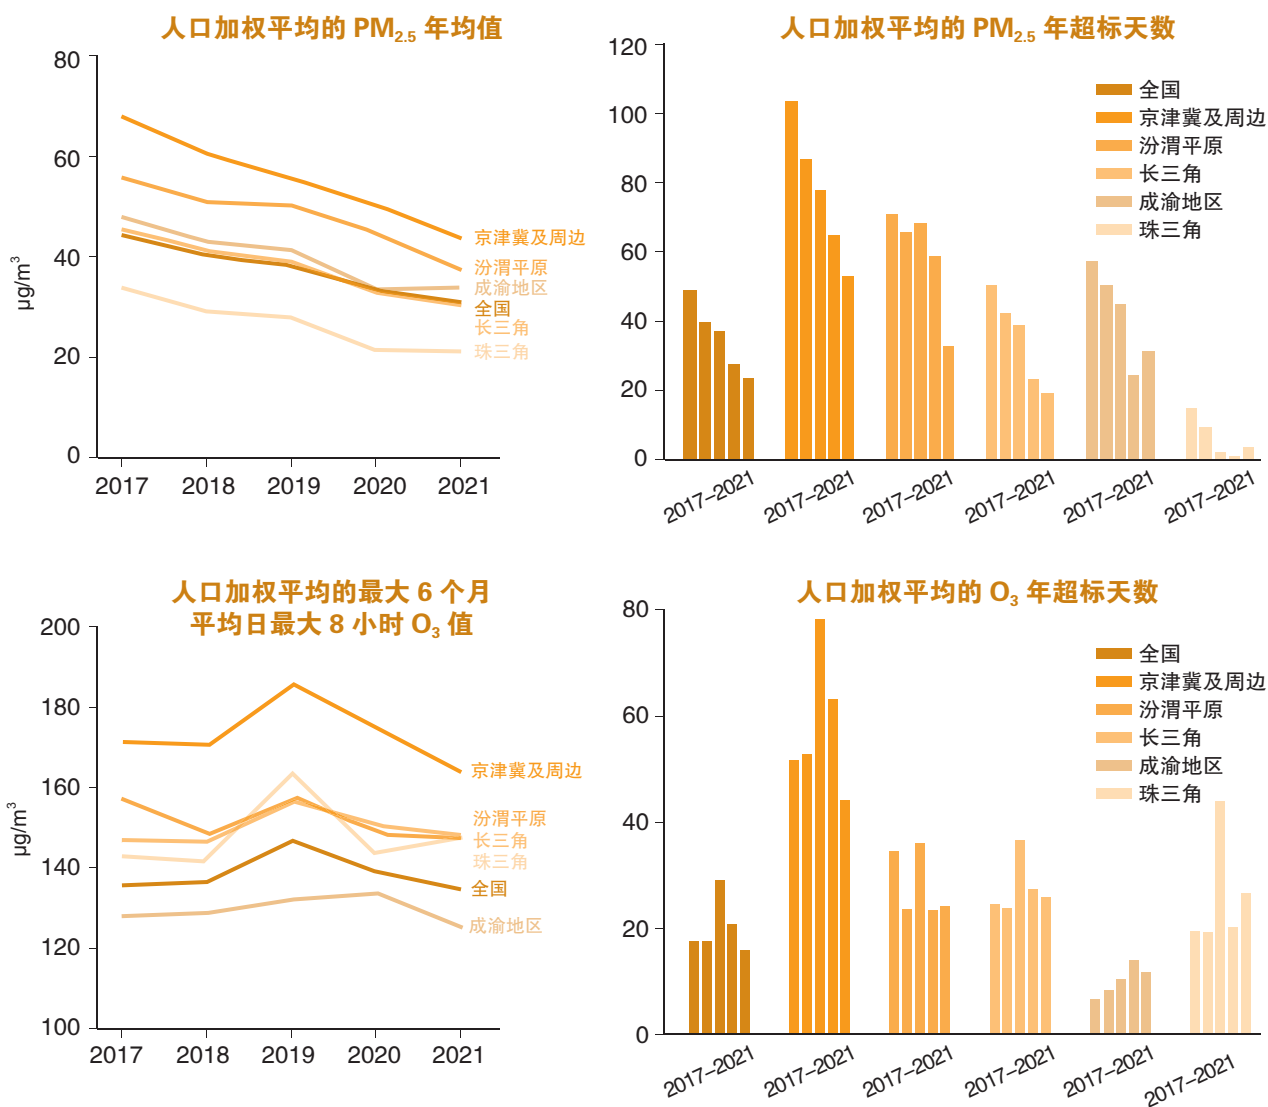 人口加权平均的 PM2.5 年均值
80
60
40
20
0
μg/m3
2017 2018 2019 2020 2021
京津冀及周边
汾渭平原
成渝地区
全国
长三角
珠三角
人口加权平均的 PM2.5 年超标天数
120
100
80
60
40
20
0
全国
京津冀及周边
汾渭平原
长三角
成渝地区
珠三角
2017–2021 2017–2021 2017–2021 2017–2021 2017–2021 2017–2021
人口加权平均的最大 6 个月
平均日最大 8 小时 O3 值
200
180
160
140
120
100
μg/m3
2017 2018 2019 2020 2021
京津冀及周边
汾渭平原
长三角
珠三角
全国
成渝地区
人口加权平均的 O3 年超标天数
80
60
40
20
0
全国
京津冀及周边
汾渭平原
长三角
成渝地区
珠三角
2017–2021 2017–2021 2017–2021 2017–2021 2017–2021 2017–2021